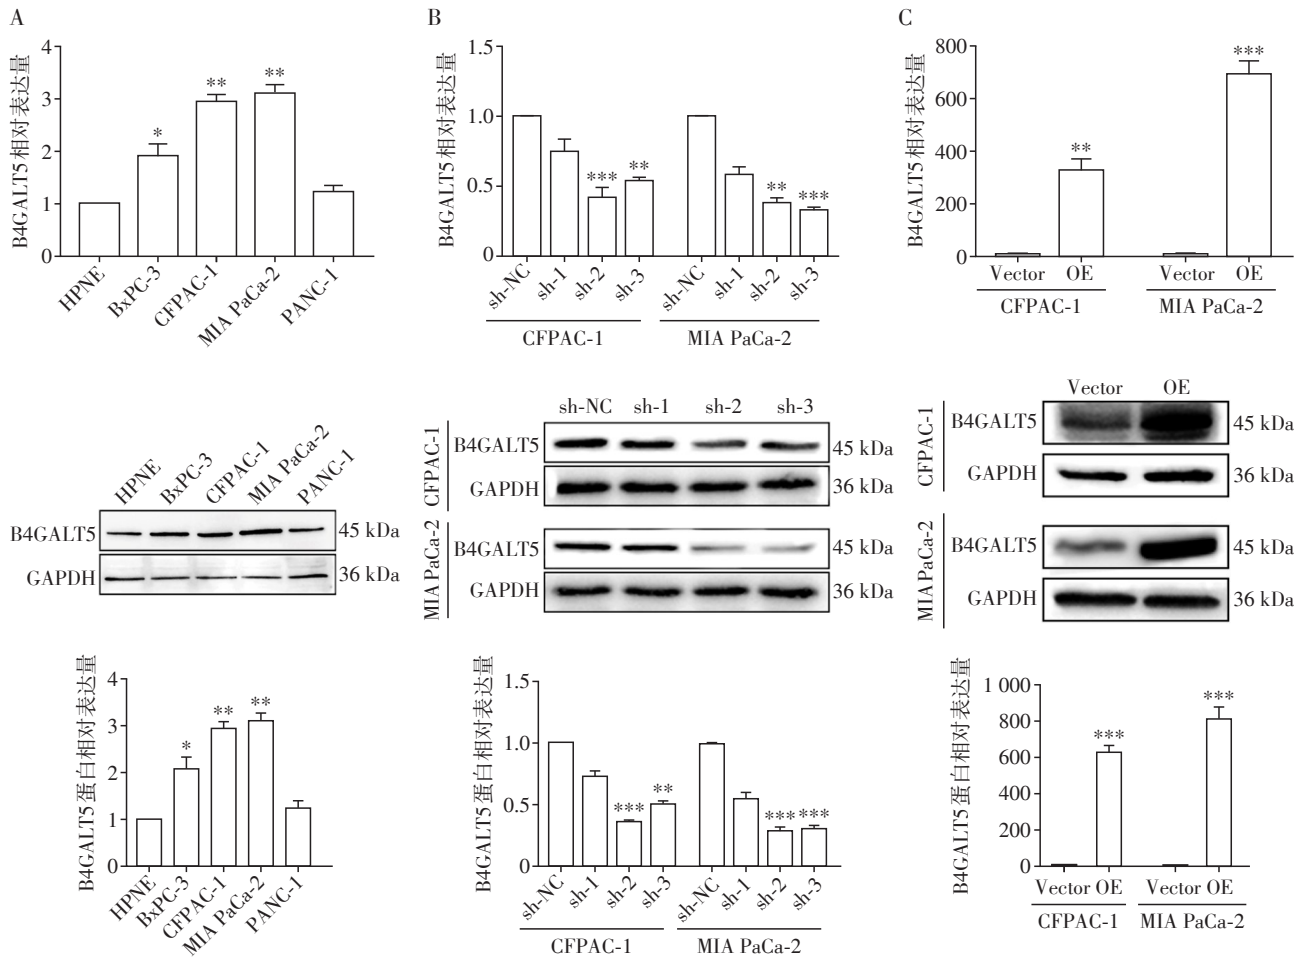 A
B4GALT5相对表达量
4
3
2
1
0
*
**
**
HPNE
BxPC-3
CFPAC-1
MIA PaCa-2
PANC-1
B
B4GALT5相对表达量
1.5
1.0
0.5
0
***
**
**
***
sh-NC
sh-1
sh-2
sh-3
sh-NC
sh-1
sh-2
sh-3
CFPAC-1
MIA PaCa-2
C
B4GALT5相对表达量
800
600
400
200
0
**
***
Vector
OE
Vector
OE
CFPAC-1
MIA PaCa-2
HPNE
BxPC-3
CFPAC-1
MIA PaCa-2
PANC-1
B4GALT5
45 kDa
GAPDH
36 kDa
sh-NC
sh-1
sh-2
sh-3
CFPAC-1
B4GALT5
45 kDa
GAPDH
36 kDa
MIA PaCa-2
B4GALT5
45 kDa
GAPDH
36 kDa
Vector
OE
CFPAC-1
B4GALT5
45 kDa
GAPDH
36 kDa
MIA PaCa-2
B4GALT5
45 kDa
GAPDH
36 kDa
B4GALT5蛋白相对表达量
4
3
2
1
0
*
**
**
HPNE
BxPC-3
CFPAC-1
MIA PaCa-2
PANC-1
B4GALT5蛋白相对表达量
1.5
1.0
0.5
0
***
**
***
***
sh-NC
sh-1
sh-2
sh-3
sh-NC
sh-1
sh-2
sh-3
CFPAC-1
MIA PaCa-2
B4GALT5蛋白相对表达量
1 000
800
600
400
200
0
***
***
Vector OE
Vector OE
CFPAC-1
MIA PaCa-2